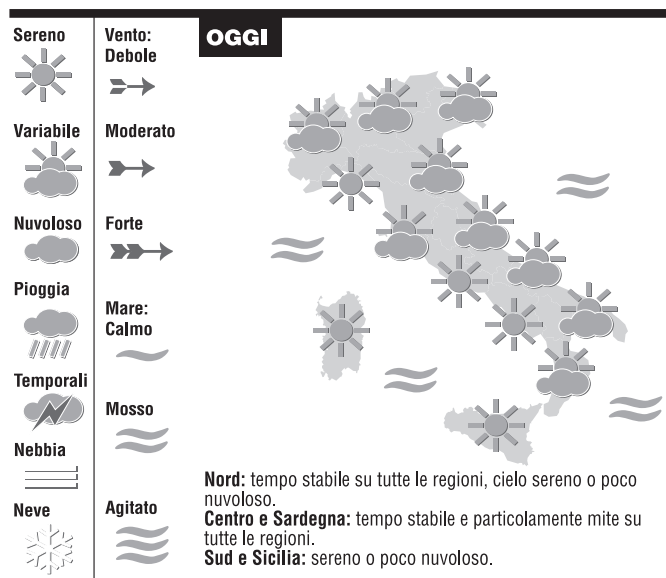 Sereno
Variabile
Nuvoloso
Pioggia
Temporali
Nebbia
Neve
Vento:
Debole
Moderato
Forte
Mare:
Calmo
Mosso
Agitato
OGGI
Nord: tempo stabile su tutte le regioni, cielo sereno o poco
nuvoloso.
Centro e Sardegna: tempo stabile e particolamente mite su
tutte le regioni.
Sud e Sicilia: sereno o poco nuvoloso.